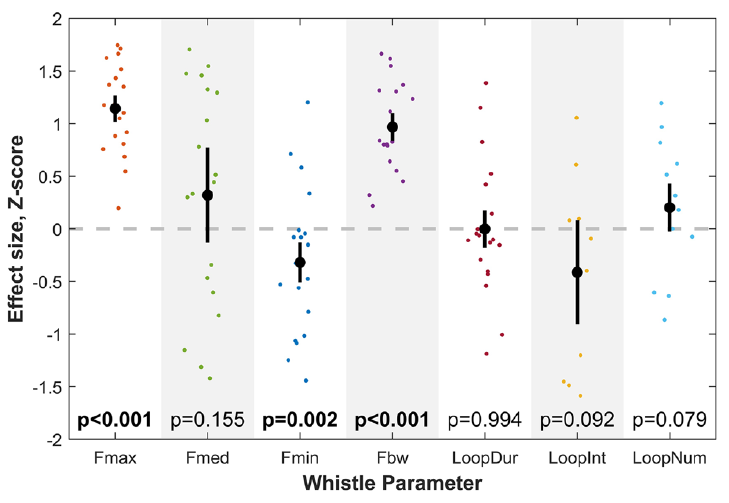 Effect size, Z-score
2
1.5
1
0.5
0
-0.5
-1
-1.5
-2
p<0.001 p=0.155 p=0.002 p<0.001 p=0.994 p=0.092 p=0.079
Fmax Fmed Fmin Fbw LoopDur LoopInt LoopNum
Whistle Parameter